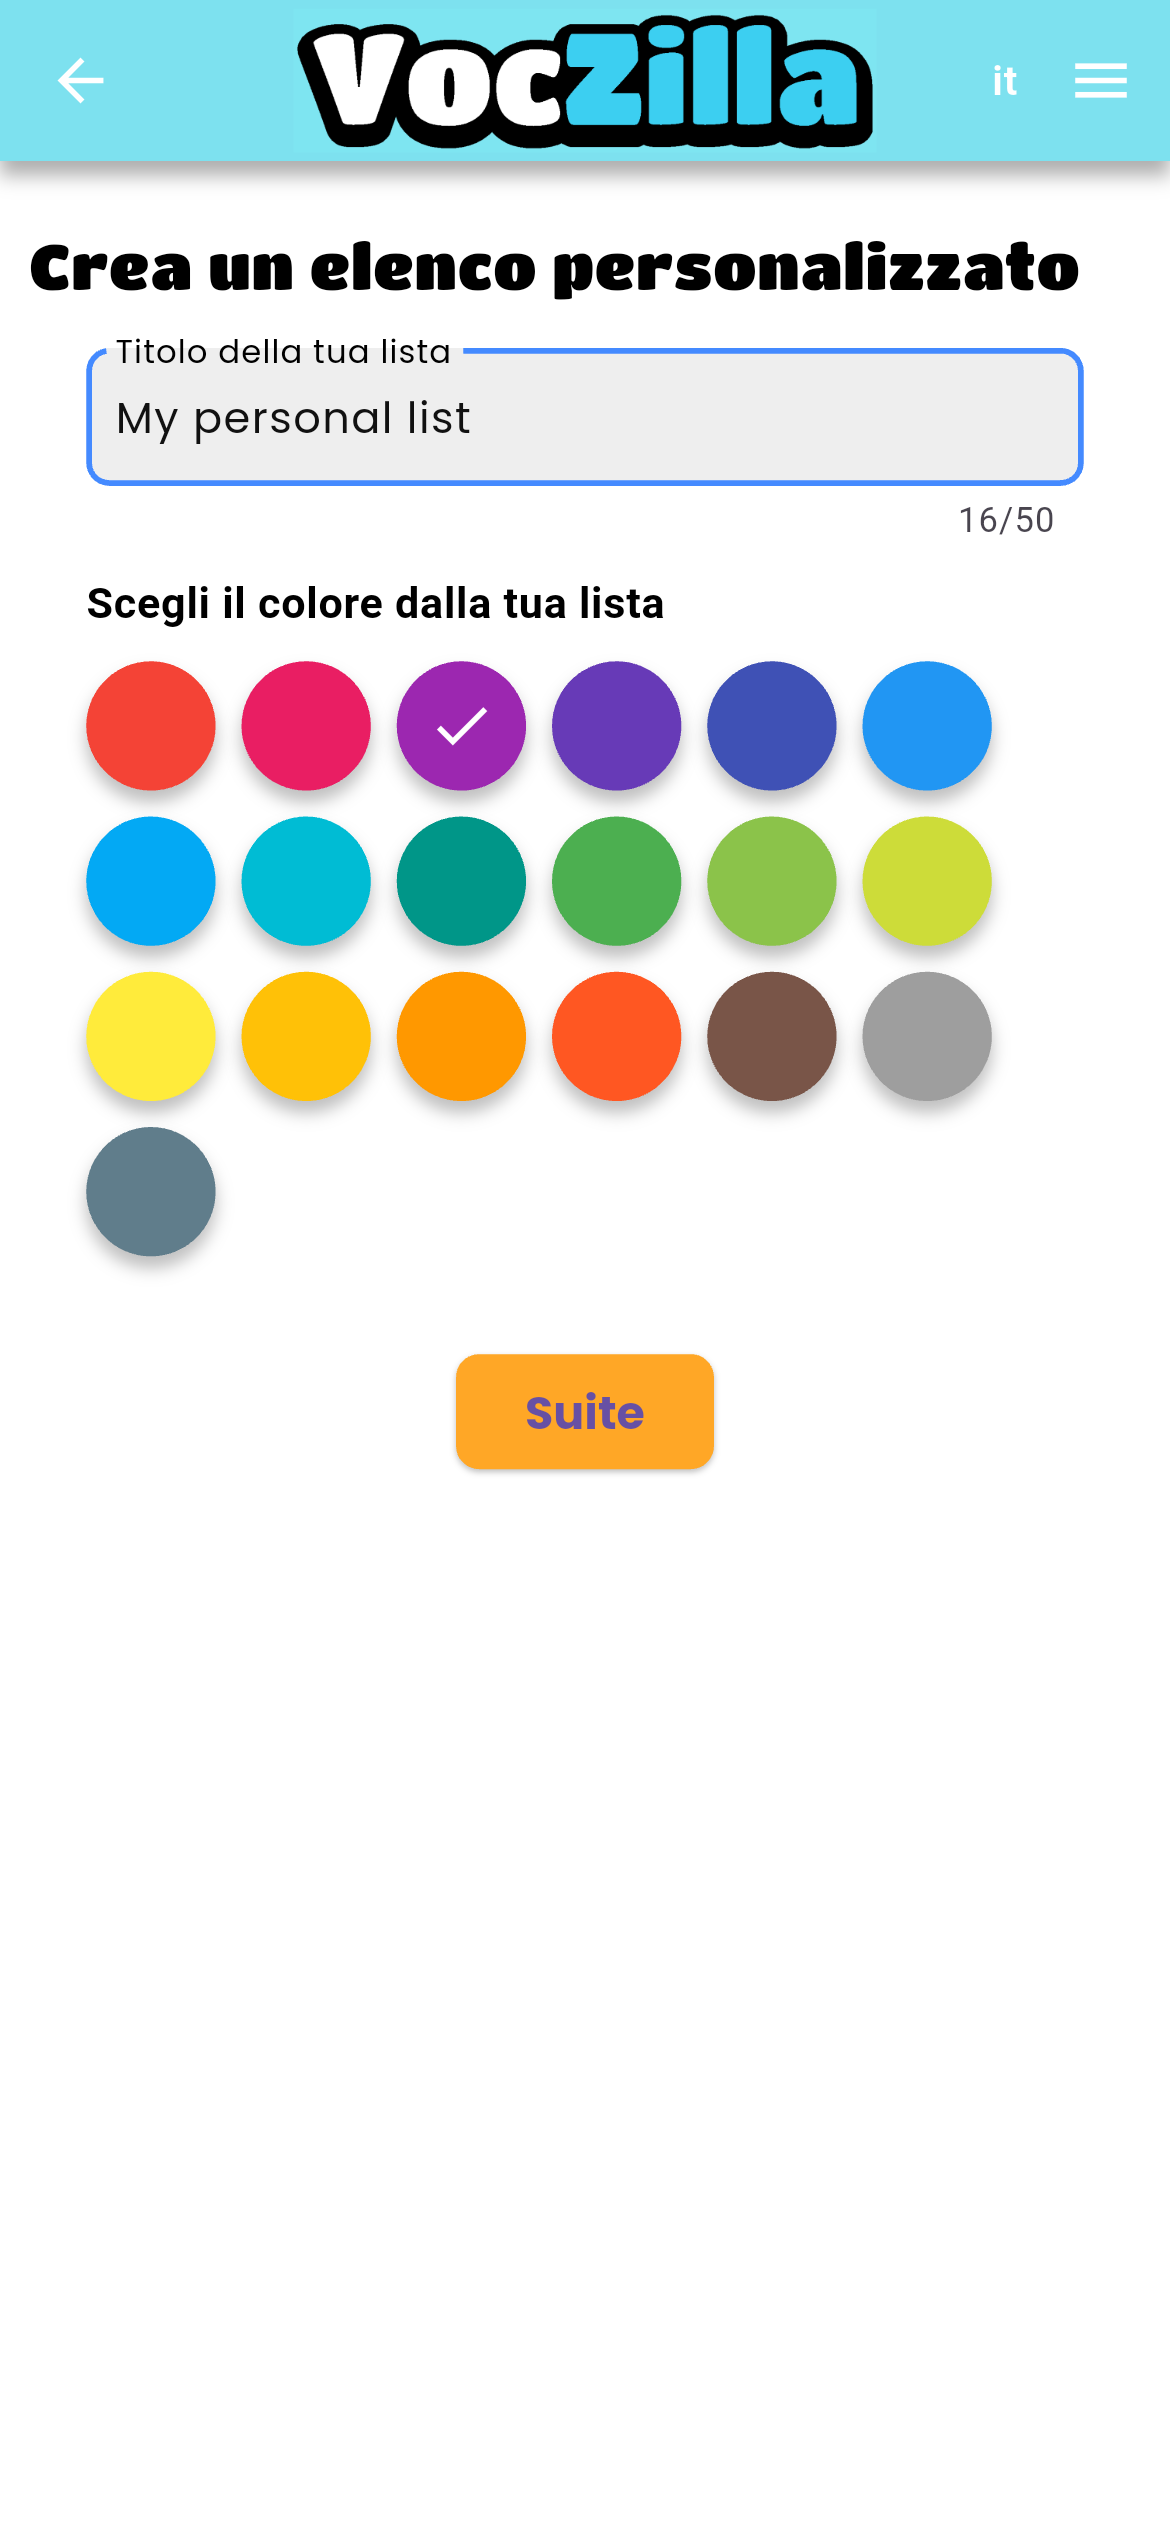 VocZilla
it
Crea un elenco personalizzato
Titolo della tua lista
My personal list
16/50
Scegli il colore dalla tua lista
Suite